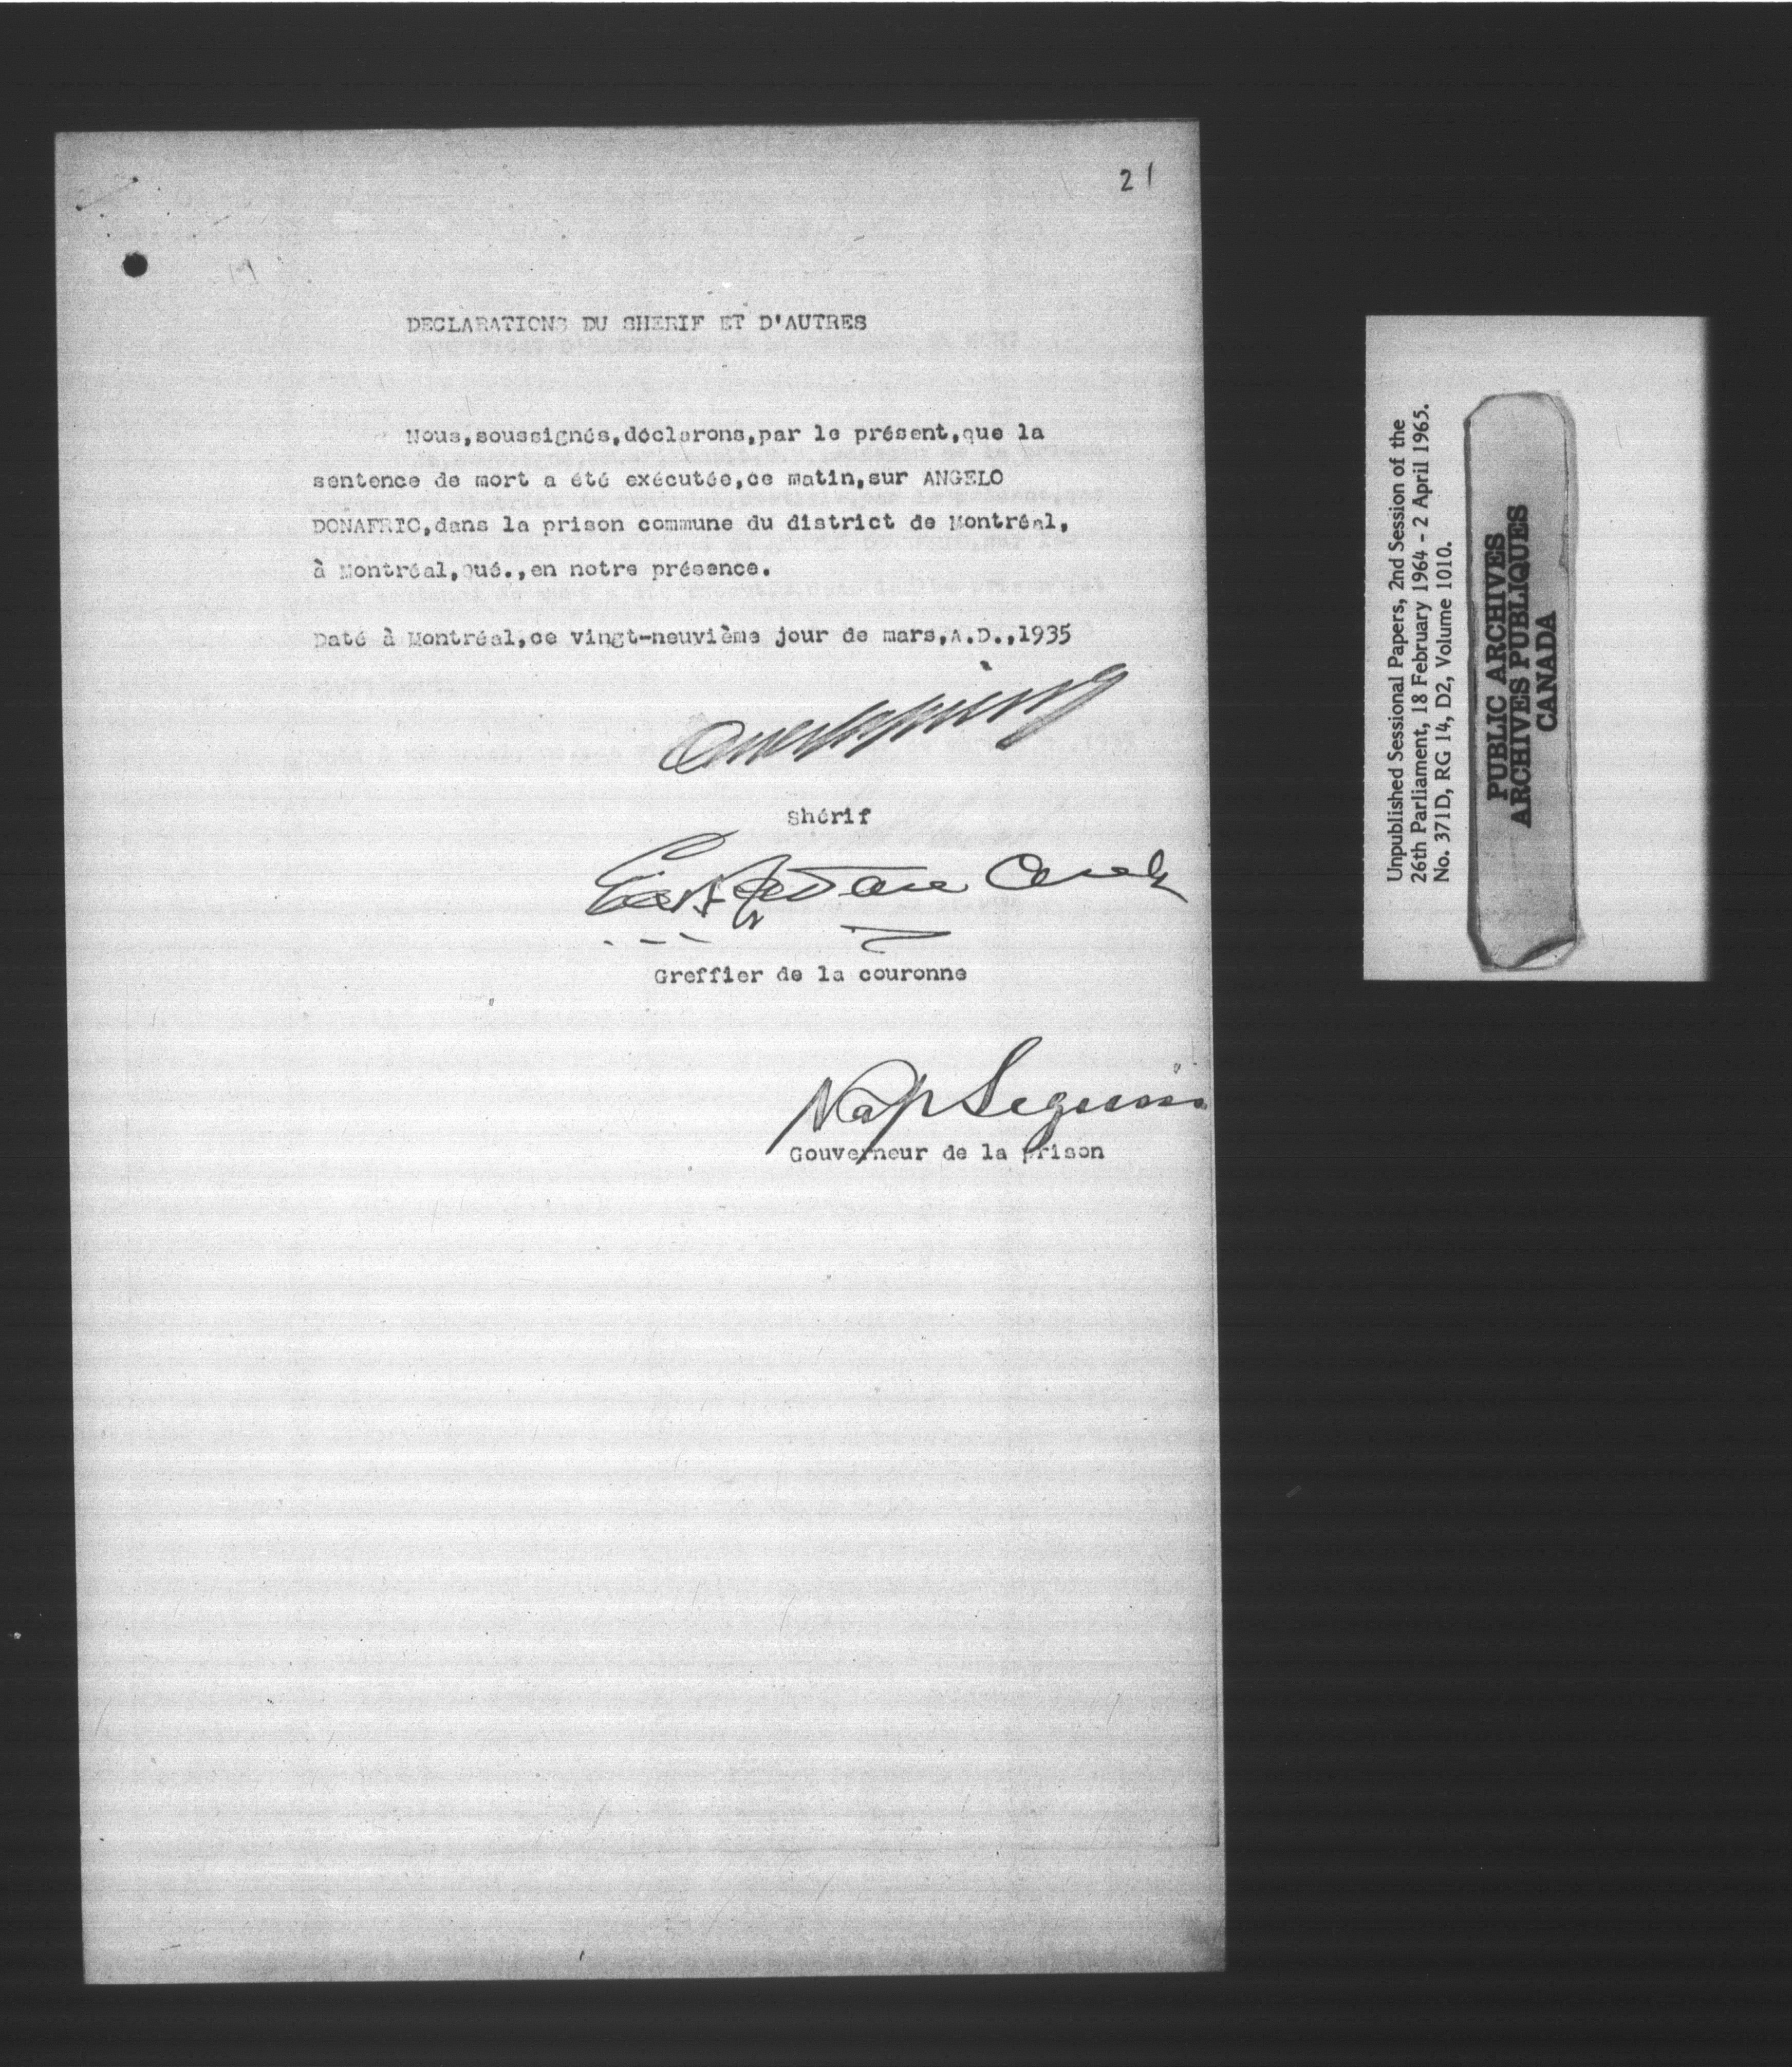 21
DECLARATIONS DU SHERIF ET D'AUTRES
Nous,soussignés,déclarons,par le présent,que la
sentence de mort a été exécutée,ce matin,sur ANGELO
DONAFRIO,dans la prison commune du district de Montréal,
à Montréal,Qué.,en notre présence.
Daté à Montréal,ce vingt-neuvième jour de mars,A.D.,1935
Shérif
Greffier de la couronne
Nap Seguin
Gouverneur de la prison
Unpublished Sessional Papers, 2nd Session of the
26th Parliament, 18 February 1964 - 2 April 1965.
No. 371D, RG 14, D2, Volume 1010.
PUBLIC ARCHIVES
ARCHIVES PUBLIQUES
CANADA